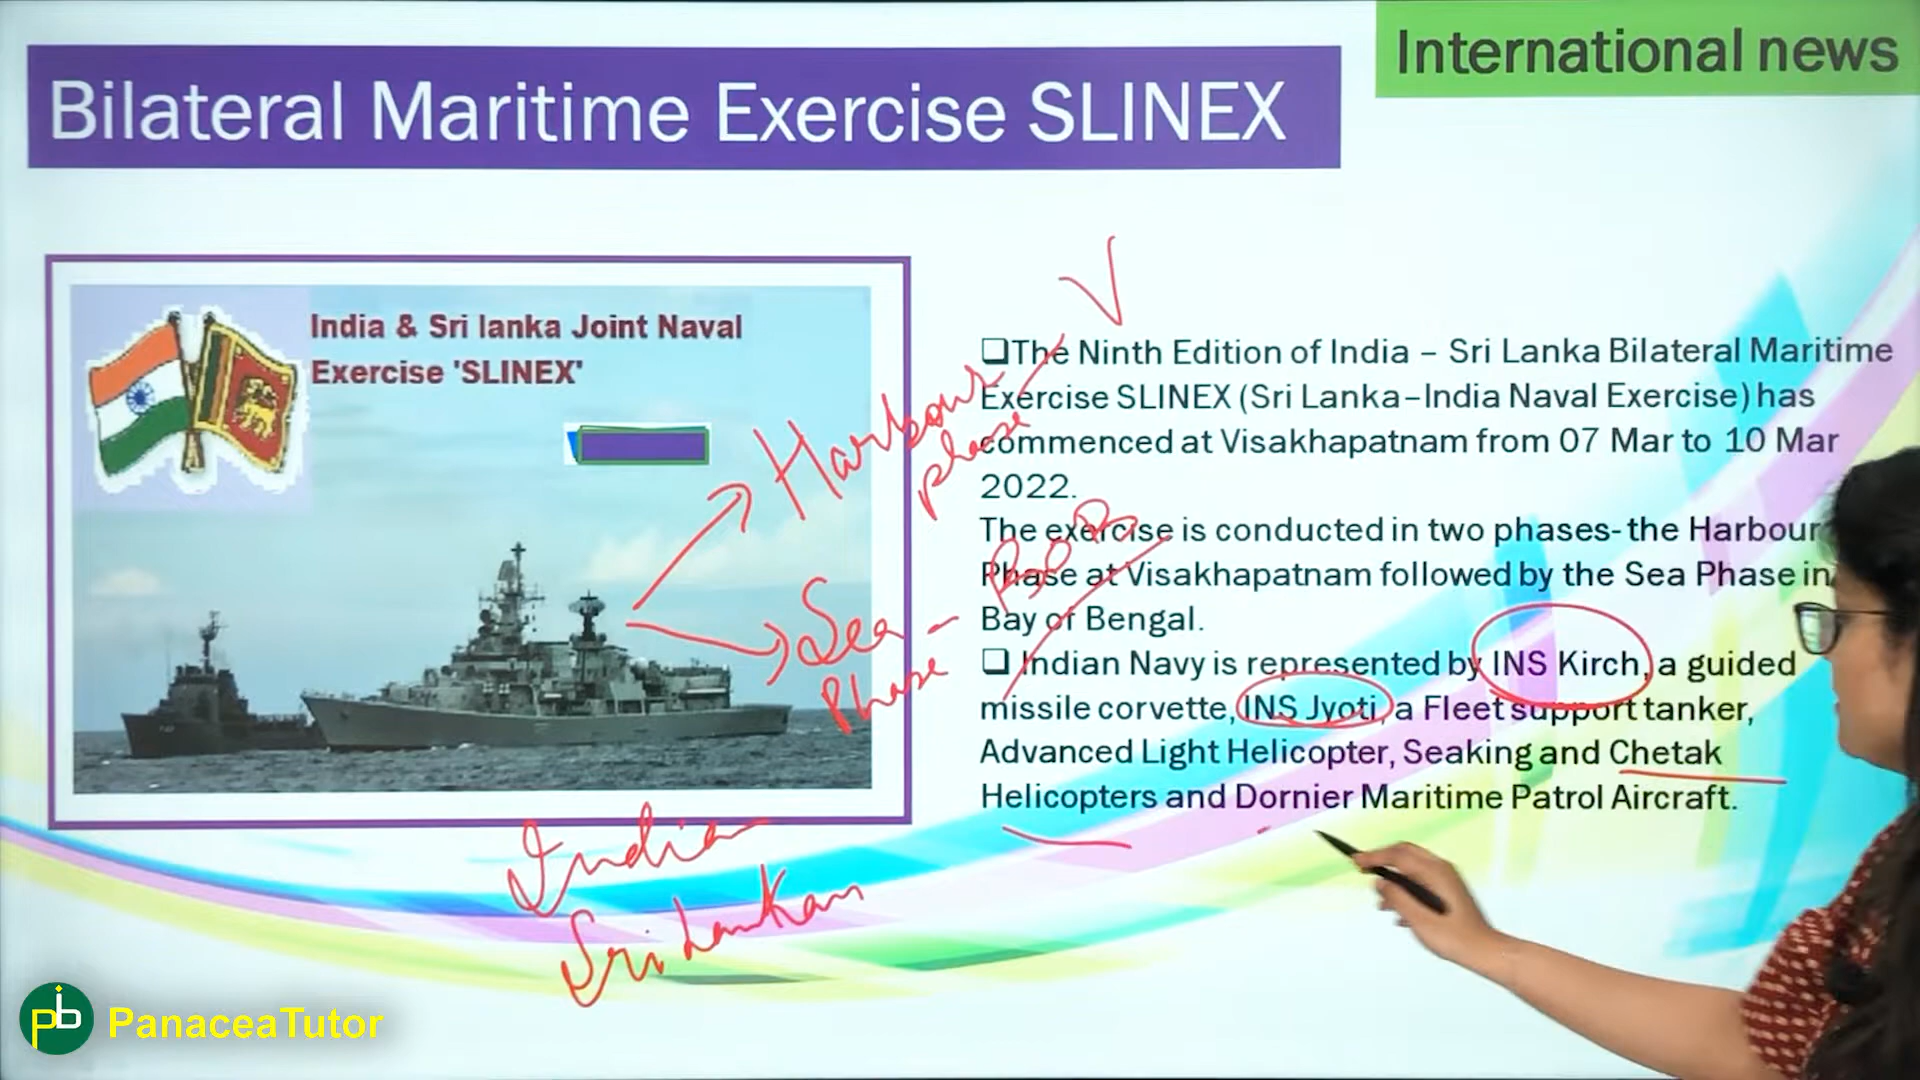 International news
Bilateral Maritime Exercise SLINEX
India & Sri lanka Joint Naval
Exercise 'SLINEX'
Harbour
phase - V
Sea
Phase - BOB
❑The Ninth Edition of India – Sri Lanka Bilateral Maritime
Exercise SLINEX (Sri Lanka–India Naval Exercise) has
commenced at Visakhapatnam from 07 Mar to 10 Mar
2022.
The exercise is conducted in two phases- the Harbour
Phase at Visakhapatnam followed by the Sea Phase in
Bay of Bengal.
❑ Indian Navy is represented by INS Kirch, a guided
missile corvette, INS Jyoti, a Fleet support tanker,
Advanced Light Helicopter, Seaking and Chetak
Helicopters and Dornier Maritime Patrol Aircraft.
India
Sri Lankan
pib PanaceaTutor